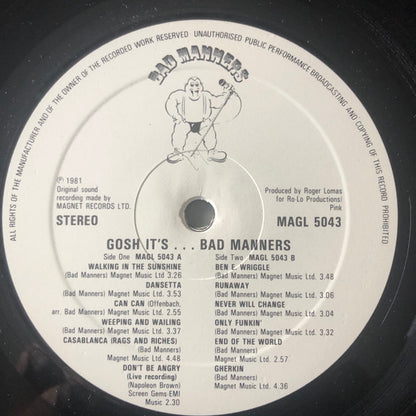 ALL RIGHTS OF THE MANUFACTURER AND OF THE OWNER OF THE RECORDED WORK RESERVED. UNAUTHORISED PUBLIC PERFORMANCE BROADCASTING AND COPYING OF THIS RECORD PROHIBITED
BAD MANNERS
℗ 1981
Original sound
recording made by
MAGNET RECORDS LTD.
STEREO
Produced by Roger Lomas
for Ro-Lo Productions/
Pink
MAGL 5043
GOSH IT'S . . . BAD MANNERS
Side One MAGL 5043 A
WALKING IN THE SUNSHINE
(Bad Manners) Magnet Music Ltd. 3.26
DANSETTA
(Bad Manners) Magnet Music Ltd. 3.53
CAN CAN (Offenbach.
arr. Bad Manners) Magnet Music Ltd. 2.55
WEEPING AND WAILING
(Bad Manners) Magnet Music Ltd. 3.37
CASABLANCA (RAGS AND RICHES)
(Bad Manners)
Magnet Music Ltd. 4.48
DON'T BE ANGRY
(Live recording)
(Napoleon Brown)
Screen Gems-EMI
Music 2.30
Side Two MAGL 5043 B
BEN E. WRIGGLE
(Bad Manners) Magnet Music Ltd. 3.48
RUNAWAY
(Bad Manners) Magnet Music Ltd. 3.06
NEVER WILL CHANGE
(Bad Manners) Magnet Music Ltd. 3.04
ONLY FUNKIN'
(Bad Manners) Magnet Music Ltd. 3.32
END OF THE WORLD
(Bad Manners)
Magnet Music Ltd. 2.57
GHERKIN
(Bad Manners)
Magnet Music Ltd. 4.36